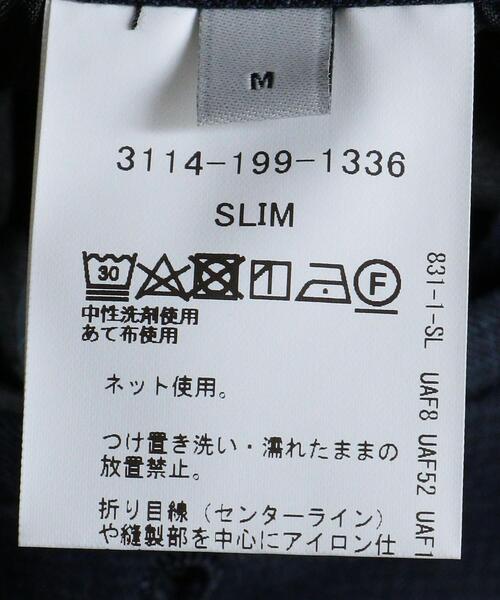 M
3114-199-1336
SLIM
30
F
中性洗剤使用
あて布使用
ネット使用。
つけ置き洗い・濡れたままの
放置禁止。
折り目線（センターライン）
や縫製部を中心にアイロン仕
831-1-SL UAF8 UAF52 UAF1